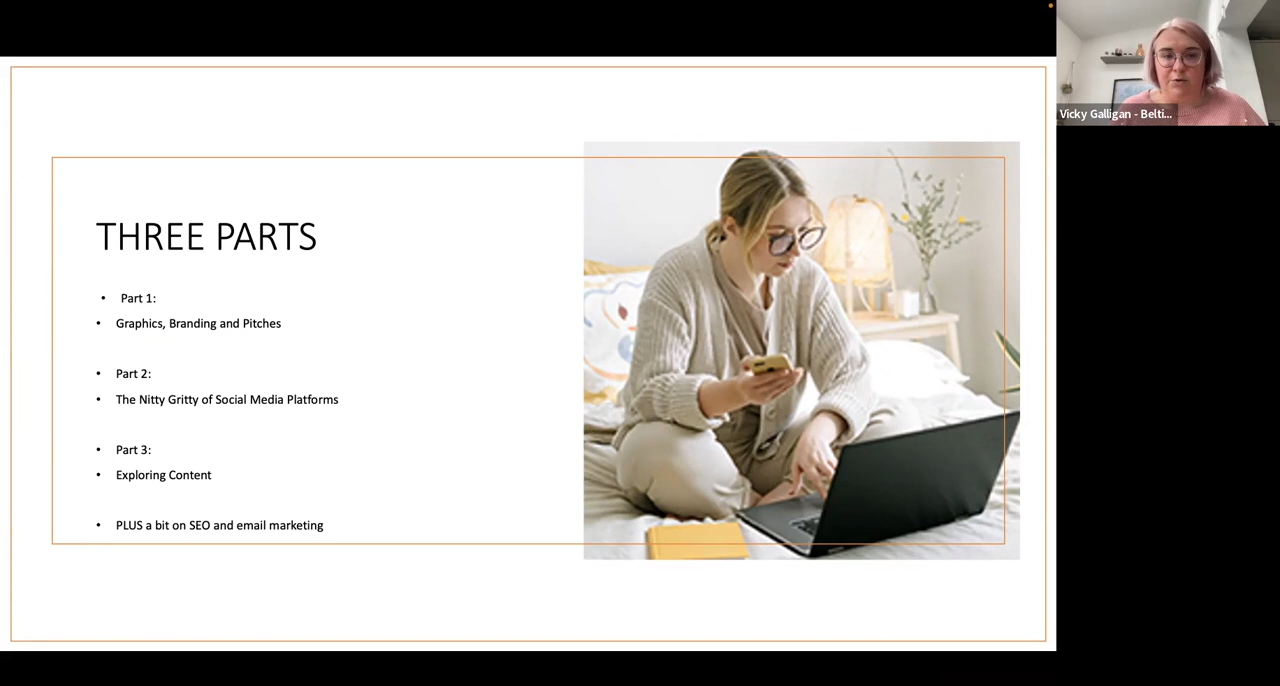 THREE PARTS
• Part 1:
• Graphics, Branding and Pitches
• Part 2:
• The Nitty Gritty of Social Media Platforms
• Part 3:
• Exploring Content
• PLUS a bit on SEO and email marketing
Vicky Galligan - Belti...